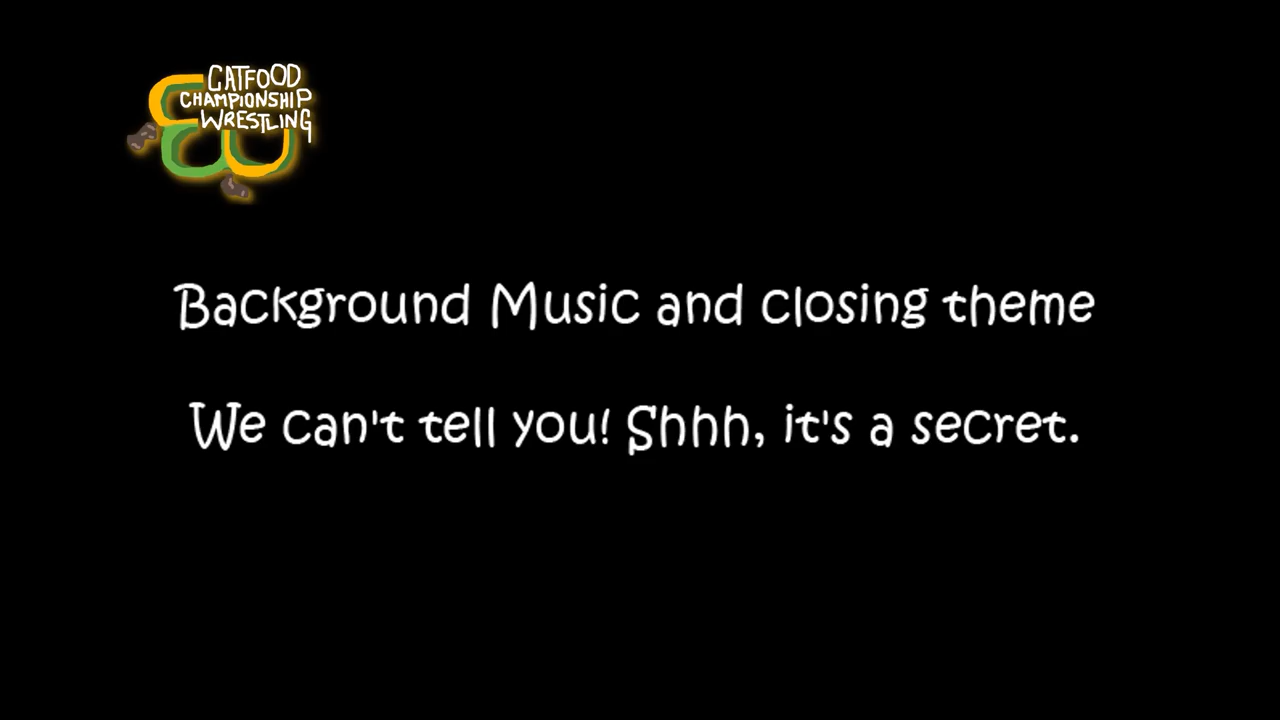 CATFOOD
CHAMPIONSHIP
WRESTLING
Background Music and closing theme
We can't tell you! Shhh, it's a secret.